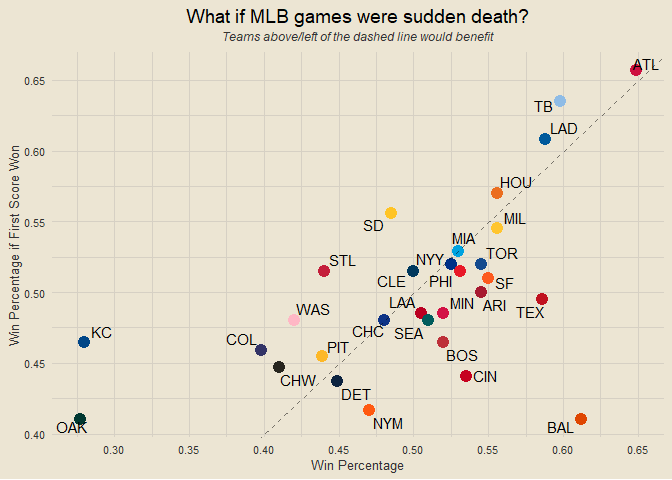 What if MLB games were sudden death?
Teams above/left of the dashed line would benefit
Win Percentage if First Score Won
0.65
0.60
0.55
0.50
0.45
0.40
ATL
TB
LAD
HOU
SD
MIL
MIA
STL
NYY
TOR
CLE
PHI
SF
LAA
MIN
ARI
TEX
WAS
CHC
SEA
KC
COL
PIT
BOS
CHW
CIN
DET
OAK
NYM
BAL
0.30
0.35
0.40
0.45
0.50
0.55
0.60
0.65
Win Percentage